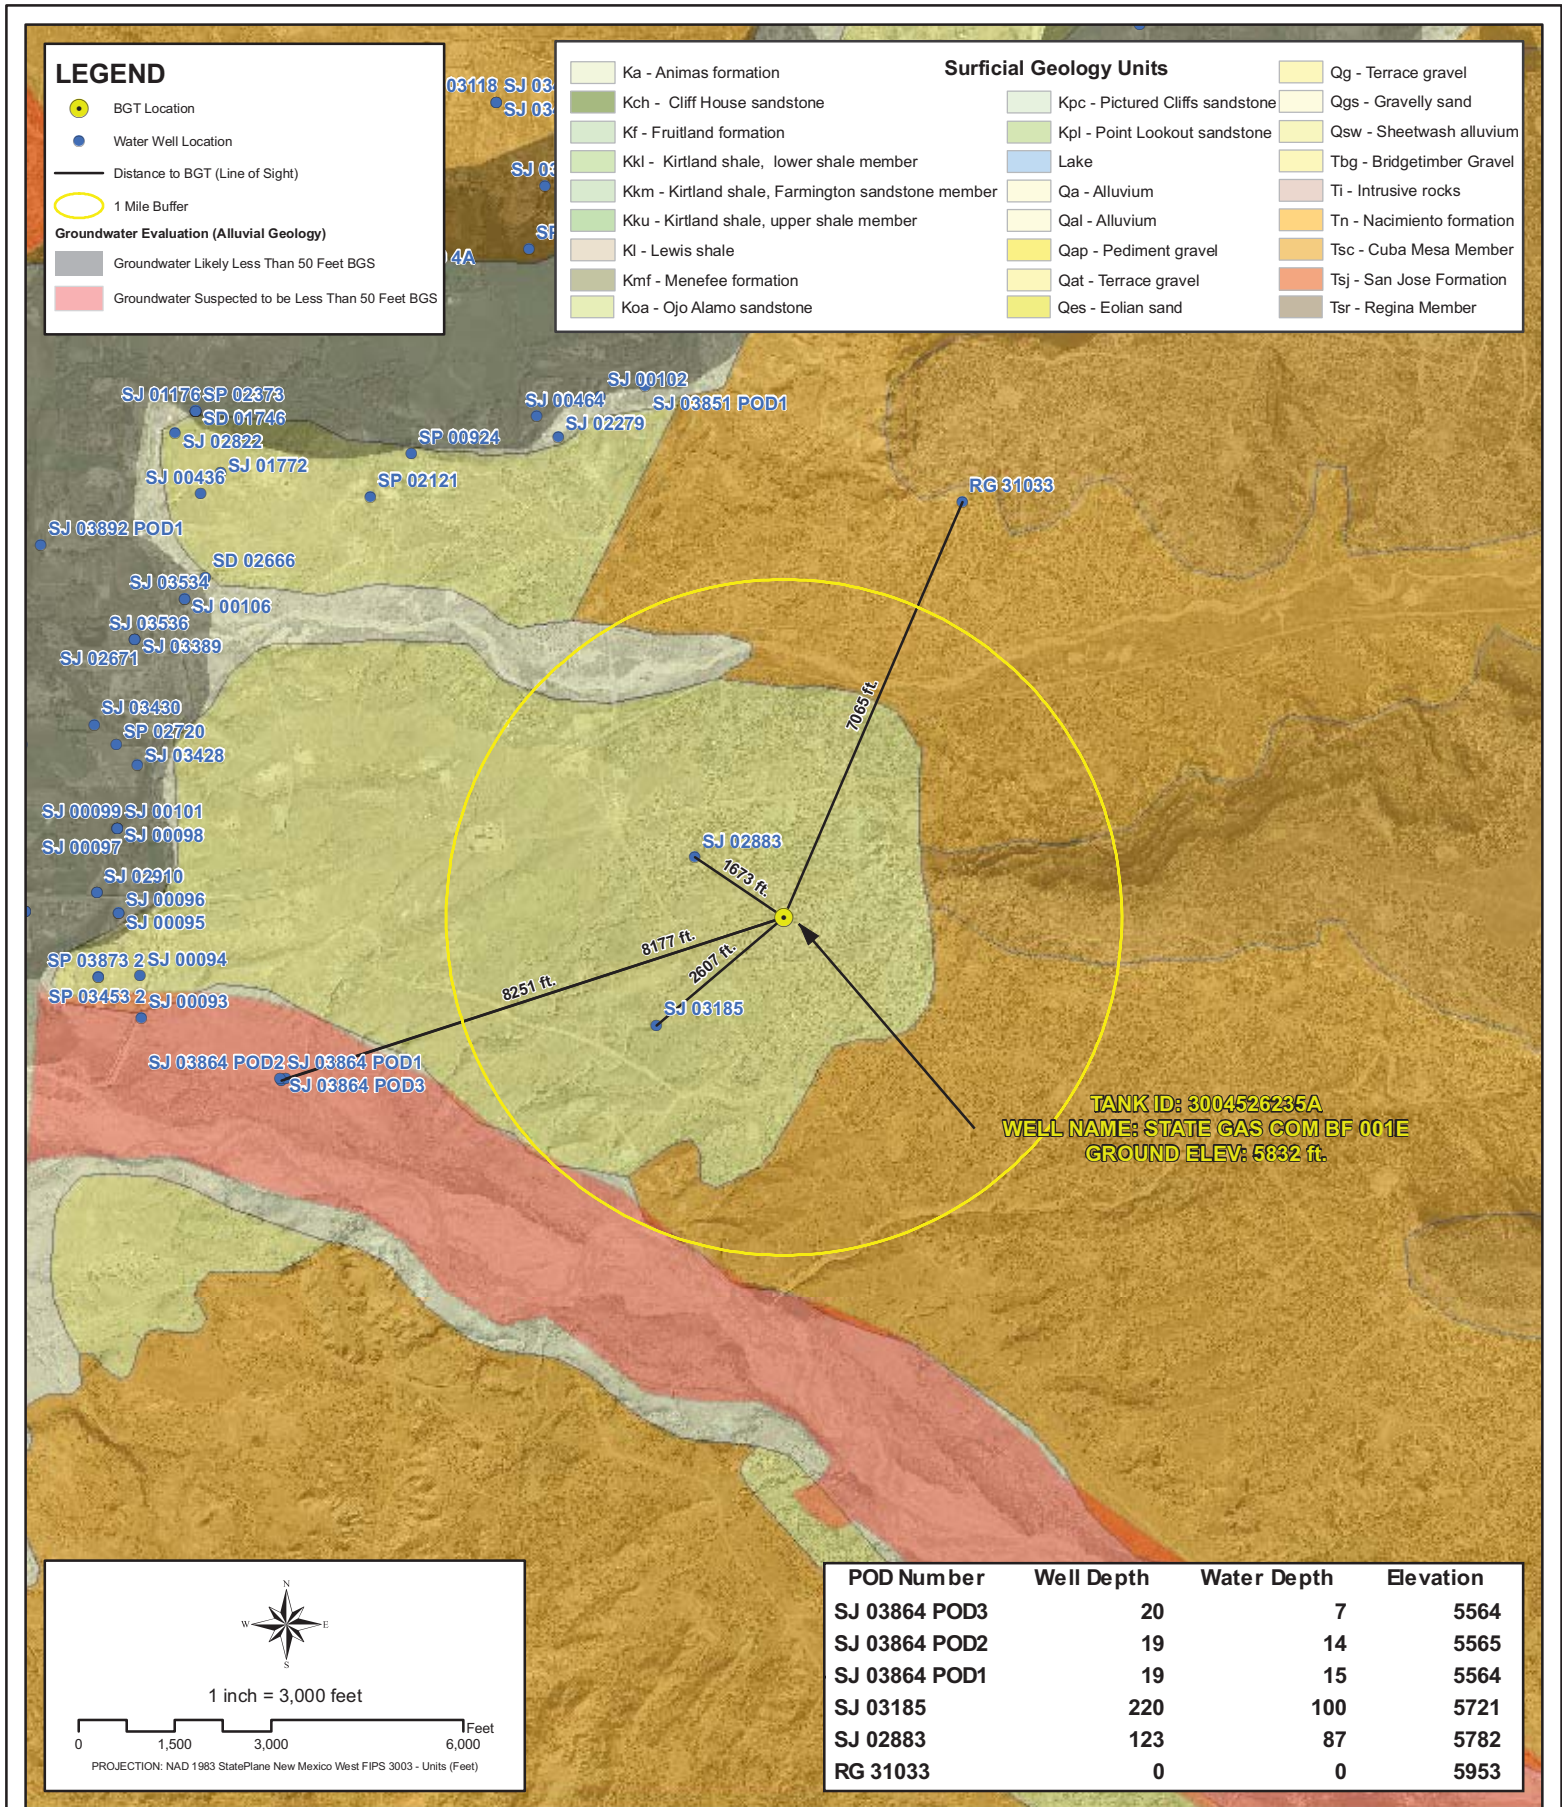 LEGEND
BGT Location
Water Well Location
Distance to BGT (Line of Sight)
1 Mile Buffer
Groundwater Evaluation (Alluvial Geology)
Groundwater Likely Less Than 50 Feet BGS
Groundwater Suspected to be Less Than 50 Feet BGS
Surficial Geology Units
Ka - Animas formation
Kch - Cliff House sandstone
Kf - Fruitland formation
Kkl - Kirtland shale, lower shale member
Kkm - Kirtland shale, Farmington sandstone member
Kku - Kirtland shale, upper shale member
Kl - Lewis shale
Kmf - Menefee formation
Koa - Ojo Alamo sandstone
Kpc - Pictured Cliffs sandstone
Kpl - Point Lookout sandstone
Lake
Qa - Alluvium
Qal - Alluvium
Qap - Pediment gravel
Qat - Terrace gravel
Qes - Eolian sand
Qg - Terrace gravel
Qgs - Gravelly sand
Qsw - Sheetwash alluvium
Tbg - Bridgetimber Gravel
Ti - Intrusive rocks
Tn - Nacimiento formation
Tsc - Cuba Mesa Member
Tsj - San Jose Formation
Tsr - Regina Member
03118 SJ 03
SJ 03
SJ 03
4A
SJ 00102
SJ 01176 SP 02373
SJ 00464
SJ 03851 POD1
SD 01746
SJ 02279
SJ 02822
SP 00924
SJ 01772
SJ 00436
SP 02121
RG 31033
SJ 03892 POD1
SD 02666
SJ 03534
SJ 00106
SJ 03536
SJ 03389
SJ 02671
7065 ft.
SJ 03430
SP 02720
SJ 03428
SJ 00099 SJ 00101
SJ 00098
SJ 00097
SJ 02883
1673 ft.
SJ 02910
SJ 00096
SJ 00095
8177 ft.
2607 ft.
SP 03873 2 SJ 00094
8251 ft.
SP 03453 2 SJ 00093
SJ 03185
SJ 03864 POD2 SJ 03864 POD1
SJ 03864 POD3
TANK ID: 3004526235A
WELL NAME: STATE GAS COM BF 001E
GROUND ELEV: 5832 ft.
N
W E
S
1 inch = 3,000 feet
Feet
0 1,500 3,000 6,000
PROJECTION: NAD 1983 StatePlane New Mexico West FIPS 3003 - Units (Feet)
POD Number Well Depth Water Depth Elevation
SJ 03864 POD3 20 7 5564
SJ 03864 POD2 19 14 5565
SJ 03864 POD1 19 15 5564
SJ 03185 220 100 5721
SJ 02883 123 87 5782
RG 31033 0 0 5953